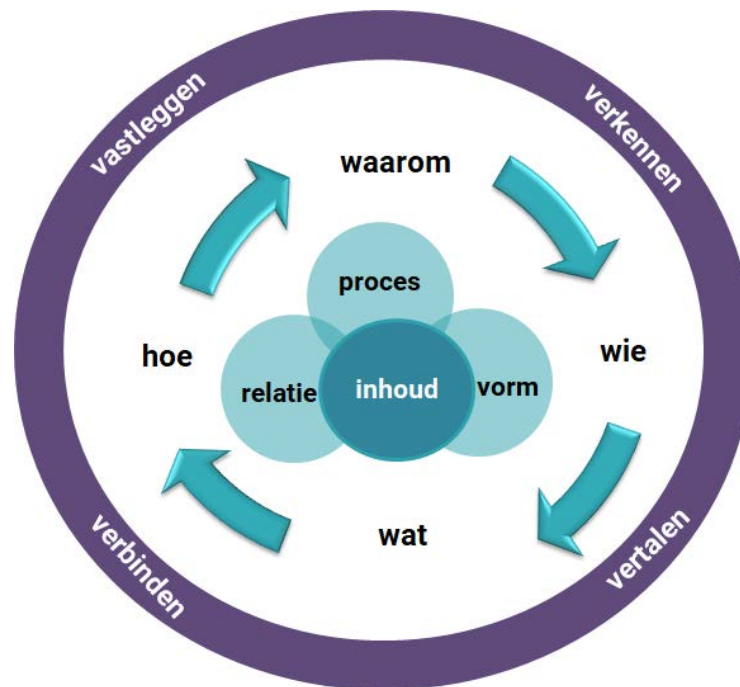 vastleggen
verkennen
waarom
proces
hoe
wie
relatie
inhoud
vorm
wat
verbinden
vertalen